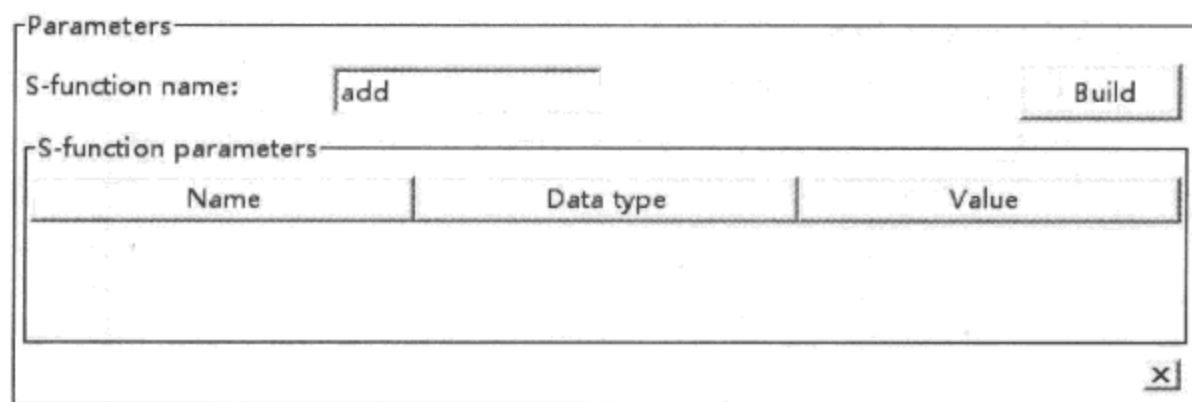 Parameters
S-function name: add Build
S-function parameters
Name Data type Value